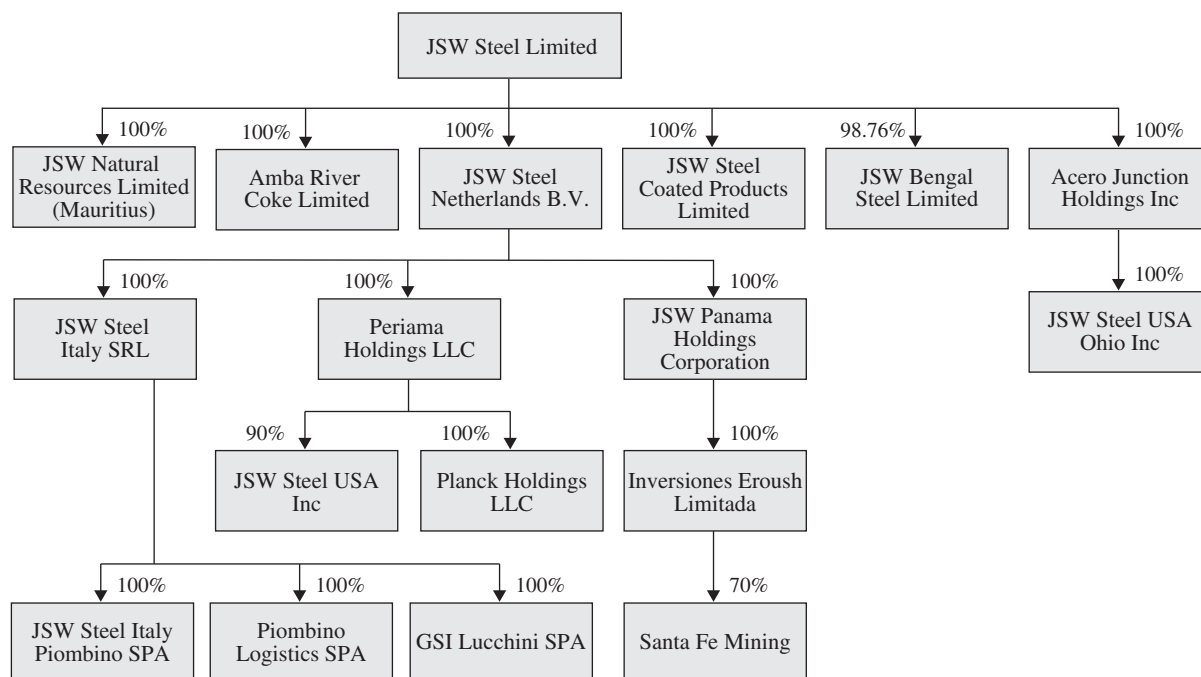 JSW Steel Limited
100%
100%
100%
100%
98.76%
100%
JSW Natural
Resources Limited
(Mauritius)
Amba River
Coke Limited
JSW Steel
Netherlands B.V.
JSW Steel
Coated Products
Limited
JSW Bengal
Steel Limited
Acero Junction
Holdings Inc
100%
100%
100%
100%
JSW Steel
Italy SRL
Periama
Holdings LLC
JSW Panama
Holdings
Corporation
JSW Steel USA
Ohio Inc
90%
100%
100%
JSW Steel USA
Inc
Planck Holdings
LLC
Inversiones Eroush
Limitada
100%
100%
100%
70%
JSW Steel Italy
Piombino SPA
Piombino
Logistics SPA
GSI Lucchini SPA
Santa Fe Mining